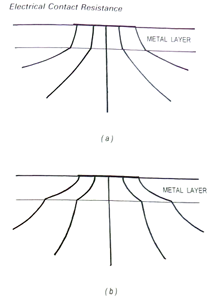 Electrical Contact Resistance
METAL LAYER
(a)
METAL LAYER
(b)